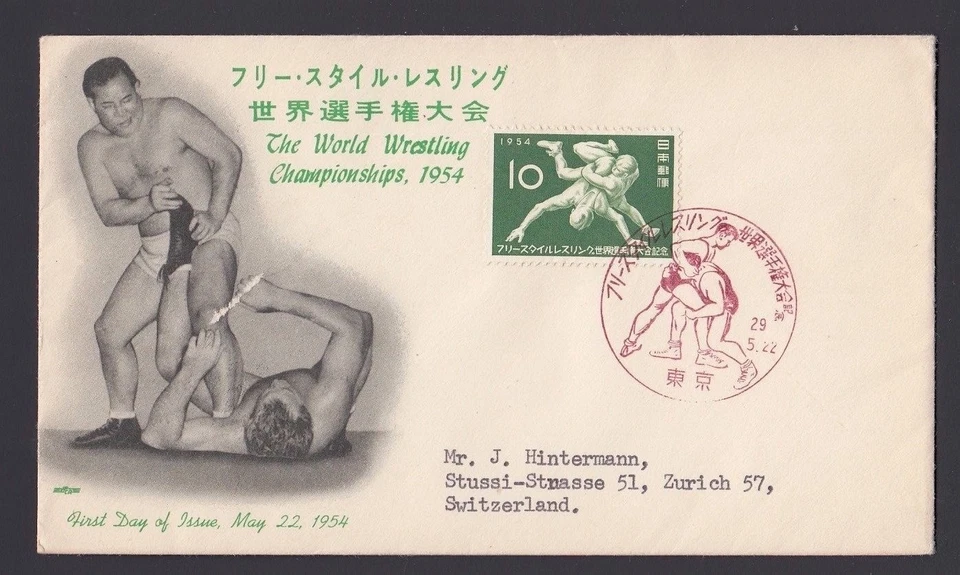 フリー・スタイル・レスリング
世界選手権大会
The World Wrestling
Championships, 1954
1954
10
日本郵便
フリースタイルレスリング世界選手権大会記念
フリースタイルレスリング世界選手権大会記念
29
5.22
東京
Mr. J. Hintermann,
Stussi-Strasse 51, Zurich 57,
Switzerland.
First Day of Issue, May 22, 1954